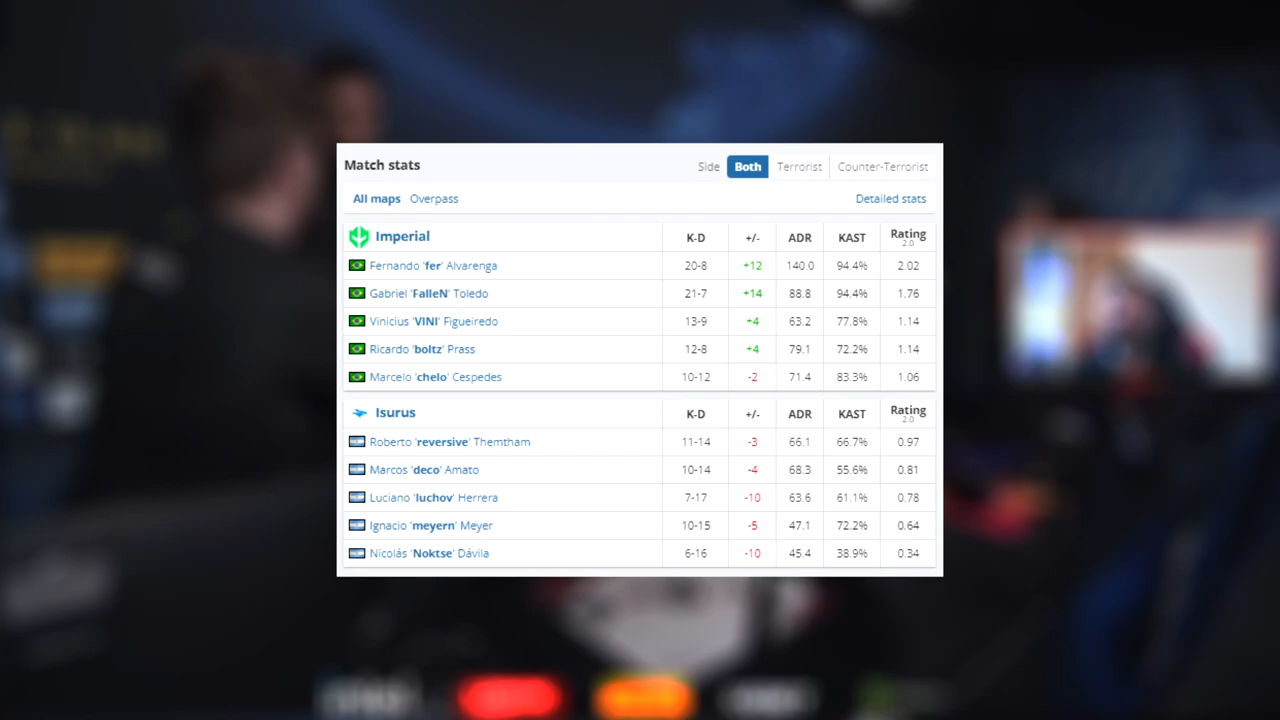 Match stats Side Both Terrorist Counter-Terrorist
All maps Overpass Detailed stats
Imperial K-D +/- ADR KAST Rating 2.0
Fernando 'fer' Alvarenga 20-8 +12 140.0 94.4% 2.02
Gabriel 'FalleN' Toledo 21-7 +14 88.8 94.4% 1.76
Vinicius 'VINI' Figueiredo 13-9 +4 63.2 77.8% 1.14
Ricardo 'boltz' Prass 12-8 +4 79.1 72.2% 1.14
Marcelo 'chelo' Cespedes 10-12 -2 71.4 83.3% 1.06
Isurus K-D +/- ADR KAST Rating 2.0
Roberto 'reversive' Themtham 11-14 -3 66.1 66.7% 0.97
Marcos 'deco' Amato 10-14 -4 68.3 55.6% 0.81
Luciano 'luchov' Herrera 7-17 -10 63.6 61.1% 0.78
Ignacio 'meyern' Meyer 10-15 -5 47.1 72.2% 0.64
Nicolás 'Noktse' Dávila 6-16 -10 45.4 38.9% 0.34